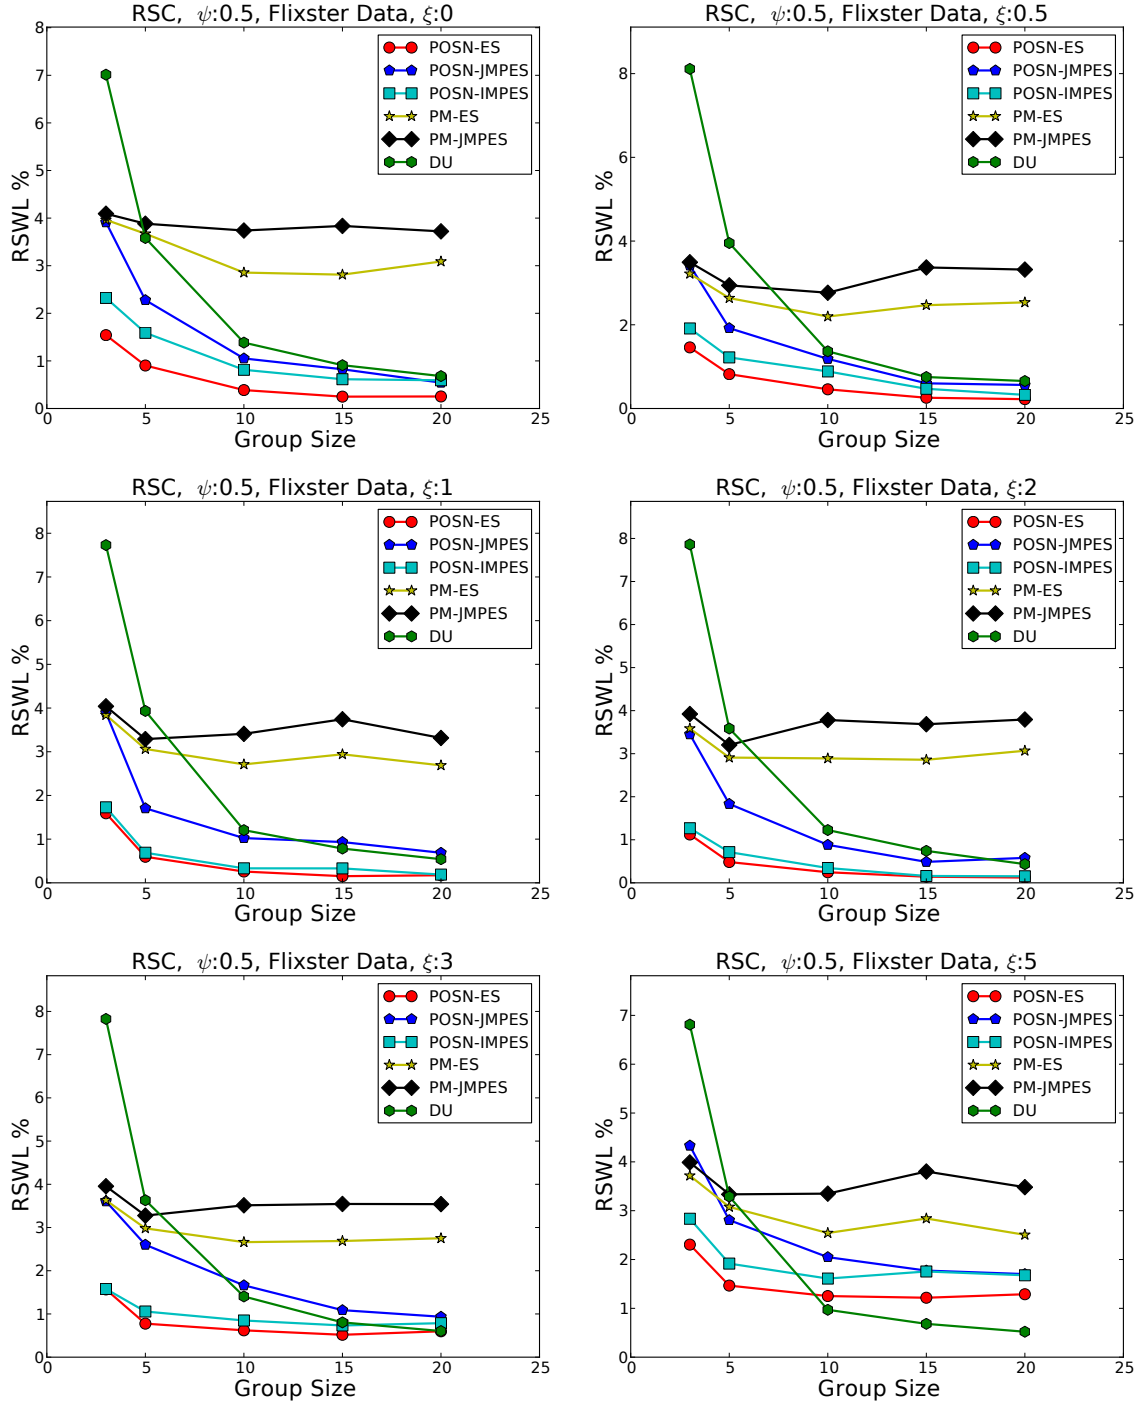 RSC, ψ:0.5, Flixster Data, ξ:0
8
7
6
5
4
3
2
1
0
RSWL %
0 5 10 15 20 25
Group Size
POSN-ES
POSN-JMPES
POSN-IMPES
PM-ES
PM-JMPES
DU
RSC, ψ:0.5, Flixster Data, ξ:0.5
8
6
4
2
0
RSWL %
0 5 10 15 20 25
Group Size
POSN-ES
POSN-JMPES
POSN-IMPES
PM-ES
PM-JMPES
DU
RSC, ψ:0.5, Flixster Data, ξ:1
8
7
6
5
4
3
2
1
0
RSWL %
0 5 10 15 20 25
Group Size
POSN-ES
POSN-JMPES
POSN-IMPES
PM-ES
PM-JMPES
DU
RSC, ψ:0.5, Flixster Data, ξ:2
8
7
6
5
4
3
2
1
0
RSWL %
0 5 10 15 20 25
Group Size
POSN-ES
POSN-JMPES
POSN-IMPES
PM-ES
PM-JMPES
DU
RSC, ψ:0.5, Flixster Data, ξ:3
8
7
6
5
4
3
2
1
0
RSWL %
0 5 10 15 20 25
Group Size
POSN-ES
POSN-JMPES
POSN-IMPES
PM-ES
PM-JMPES
DU
RSC, ψ:0.5, Flixster Data, ξ:5
7
6
5
4
3
2
1
0
RSWL %
0 5 10 15 20 25
Group Size
POSN-ES
POSN-JMPES
POSN-IMPES
PM-ES
PM-JMPES
DU